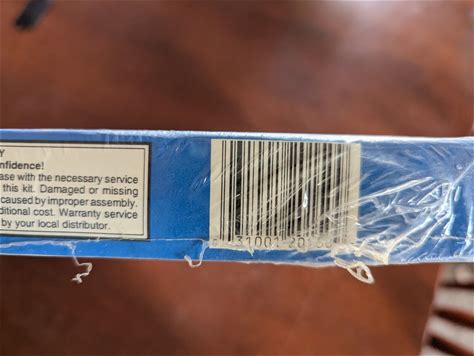 Y
nfidence!
ase with the necessary service
this kit. Damaged or missing
caused by improper assembly.
ditional cost. Warranty service
by your local distributor.
31001